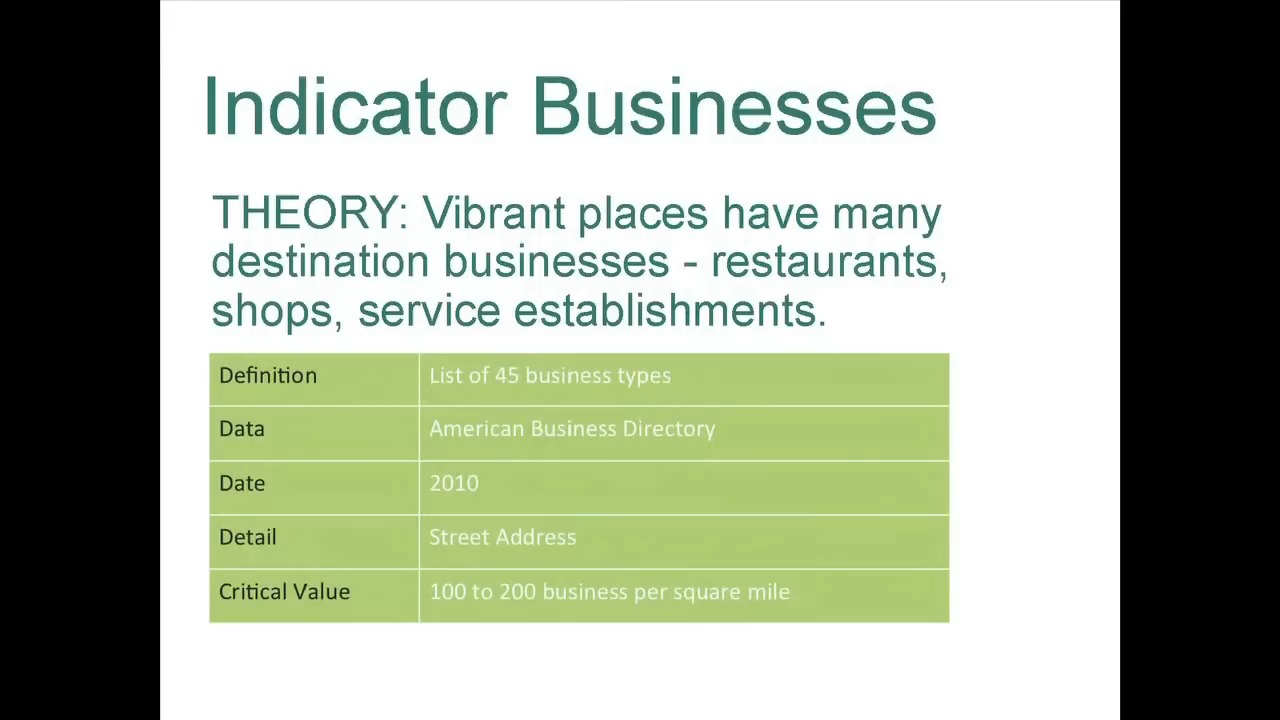 Indicator Businesses
THEORY: Vibrant places have many
destination businesses - restaurants,
shops, service establishments.
Definition List of 45 business types
Data American Business Directory
Date 2010
Detail Street Address
Critical Value 100 to 200 business per square mile